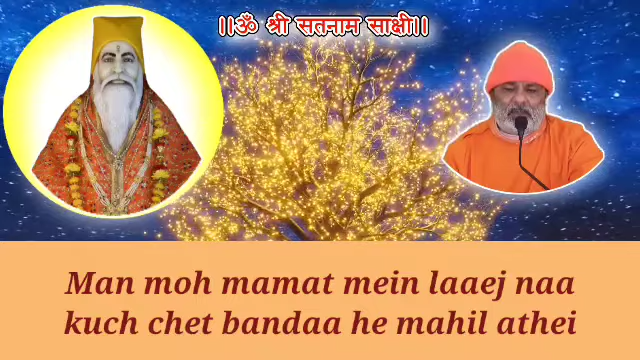 ||ॐ श्री सतनाम साक्षी||
Man moh mamat mein laaej naa
kuch chet bandaa he mahil athei